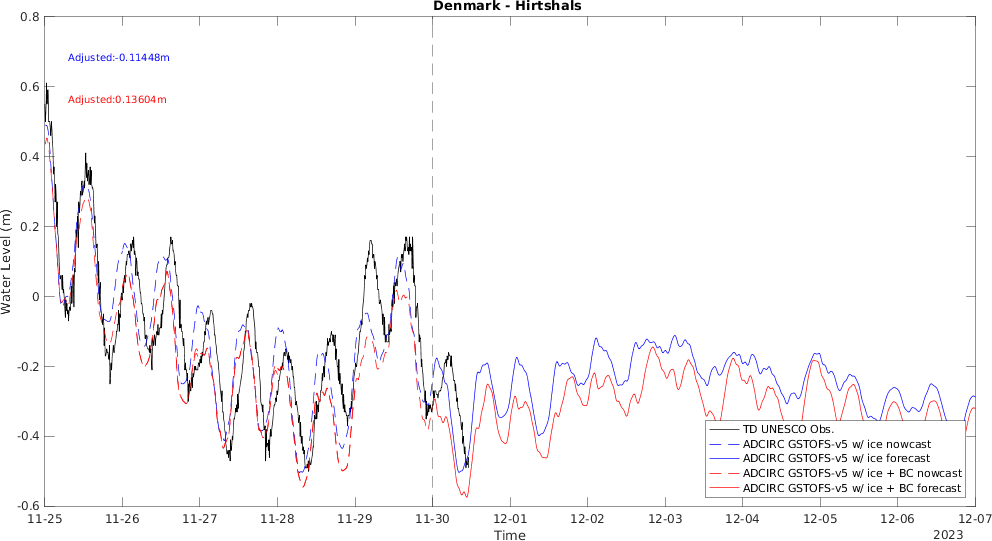 Denmark - Hirtshals
Adjusted:-0.11448m
Adjusted:0.13604m
Water Level (m)
0.8
0.6
0.4
0.2
0
-0.2
-0.4
-0.6
TD UNESCO Obs.
ADCIRC GSTOFS-v5 w/ ice nowcast
ADCIRC GSTOFS-v5 w/ ice forecast
ADCIRC GSTOFS-v5 w/ ice + BC nowcast
ADCIRC GSTOFS-v5 w/ ice + BC forecast
11-25 11-26 11-27 11-28 11-29 11-30 12-01 12-02 12-03 12-04 12-05 12-06 12-07
Time
2023